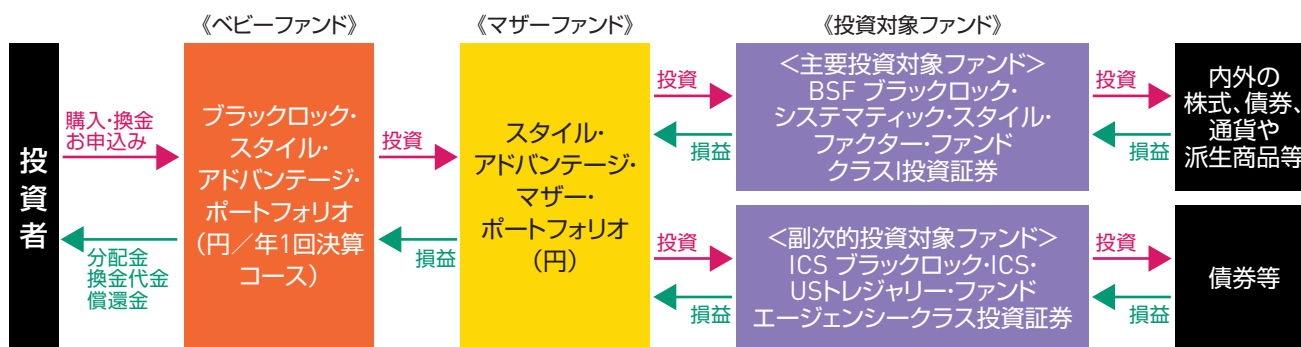 《ベビーファンド》
《マザーファンド》
《投資対象ファンド》
投資者
購入・換金
お申込み
分配金
換金代金
償還金
ブラックロック・
スタイル・
アドバンテージ・
ポートフォリオ
（円／年1回決算
コース）
投資
損益
スタイル・
アドバンテージ・
マザー・
ポートフォリオ
（円）
投資
損益
＜主要投資対象ファンド＞
BSF ブラックロック・
システマティック・スタイル・
ファクター・ファンド
クラスI投資証券
投資
損益
内外の
株式、債券、
通貨や
派生商品等
投資
損益
＜副次的投資対象ファンド＞
ICS ブラックロック・ICS・
USトレジャリー・ファンド
エージェンシークラス投資証券
投資
損益
債券等